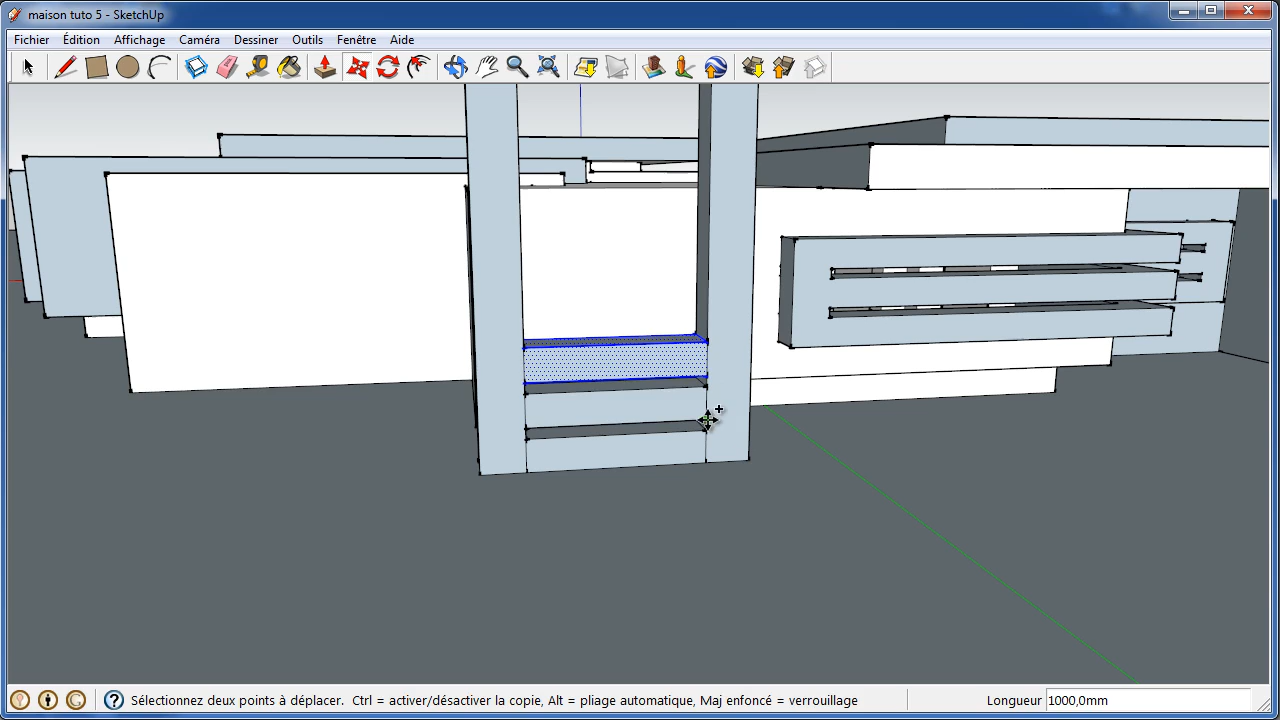 maison tuto 5 - SketchUp
Fichier Édition Affichage Caméra Dessiner Outils Fenêtre Aide
Sélectionnez deux points à déplacer. Ctrl = activer/désactiver la copie, Alt = pliage automatique, Maj enfoncé = verrouillage Longueur 1000,0mm